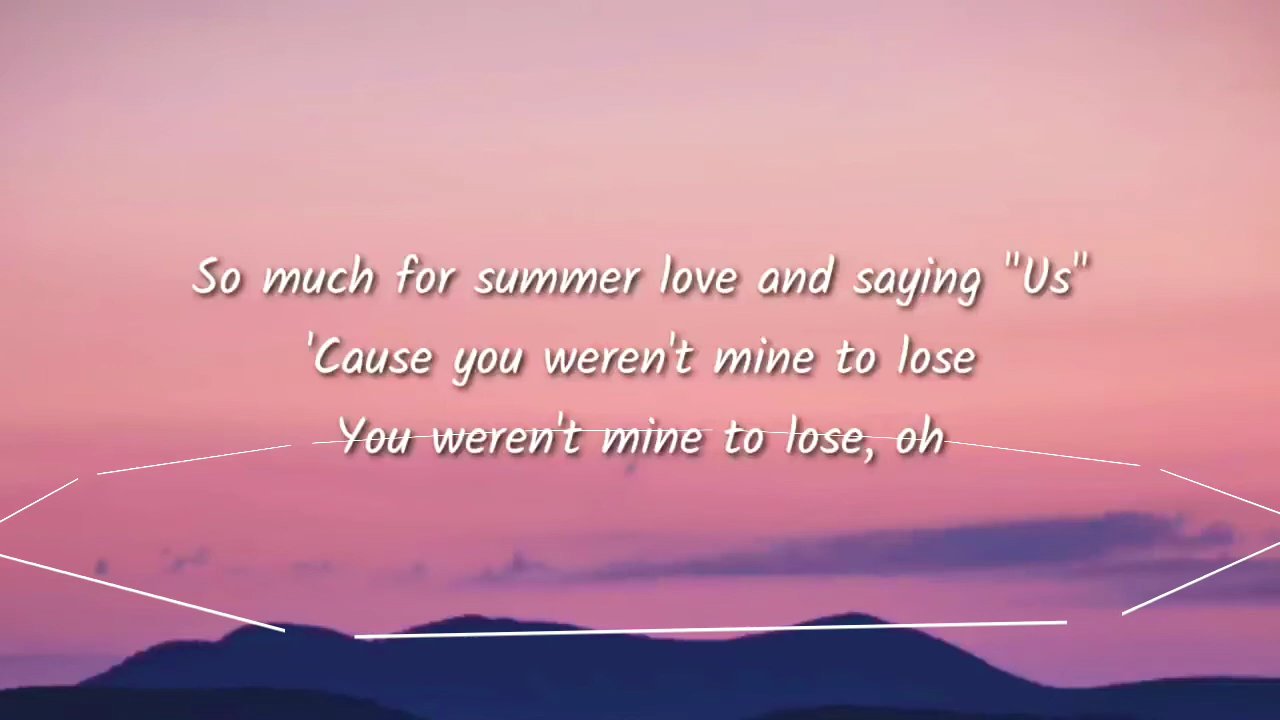 So much for summer love and saying "Us"
'Cause you weren't mine to lose
You weren't mine to lose, oh